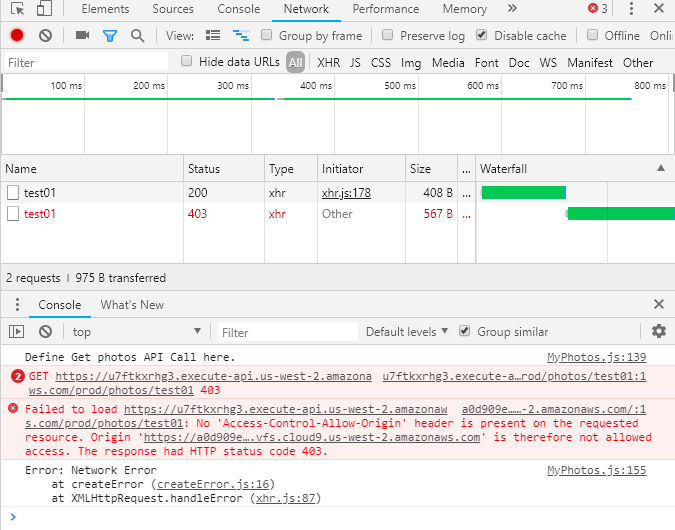 Elements Sources Console Network Performance Memory » 3
View: Group by frame Preserve log Disable cache Offline Onli
Filter Hide data URLs All XHR JS CSS Img Media Font Doc WS Manifest Other
100 ms 200 ms 300 ms 400 ms 500 ms 600 ms 700 ms 800 ms
Name Status Type Initiator Size ... Waterfall
test01 200 xhr xhr.js:178 408 B ...
test01 403 xhr Other 567 B ...
2 requests | 975 B transferred
Console What's New
top Filter Default levels Group similar
Define Get photos API Call here. MyPhotos.js:139
2 GET https://u7ftkxrhg3.execute-api.us-west-2.amazona u7ftkxrhg3.execute-a…rod/photos/test01:1
ws.com/prod/photos/test01 403
Failed to load https://u7ftkxrhg3.execute-api.us-west-2.amazonaw a0d909e……-2.amazonaws.com/:1
s.com/prod/photos/test01: No 'Access-Control-Allow-Origin' header is present on the requested
resource. Origin 'https://a0d909e….vfs.cloud9.us-west-2.amazonaws.com' is therefore not allowed
access. The response had HTTP status code 403.
Error: Network Error MyPhotos.js:155
at createError (createError.js:16)
at XMLHttpRequest.handleError (xhr.js:87)
>